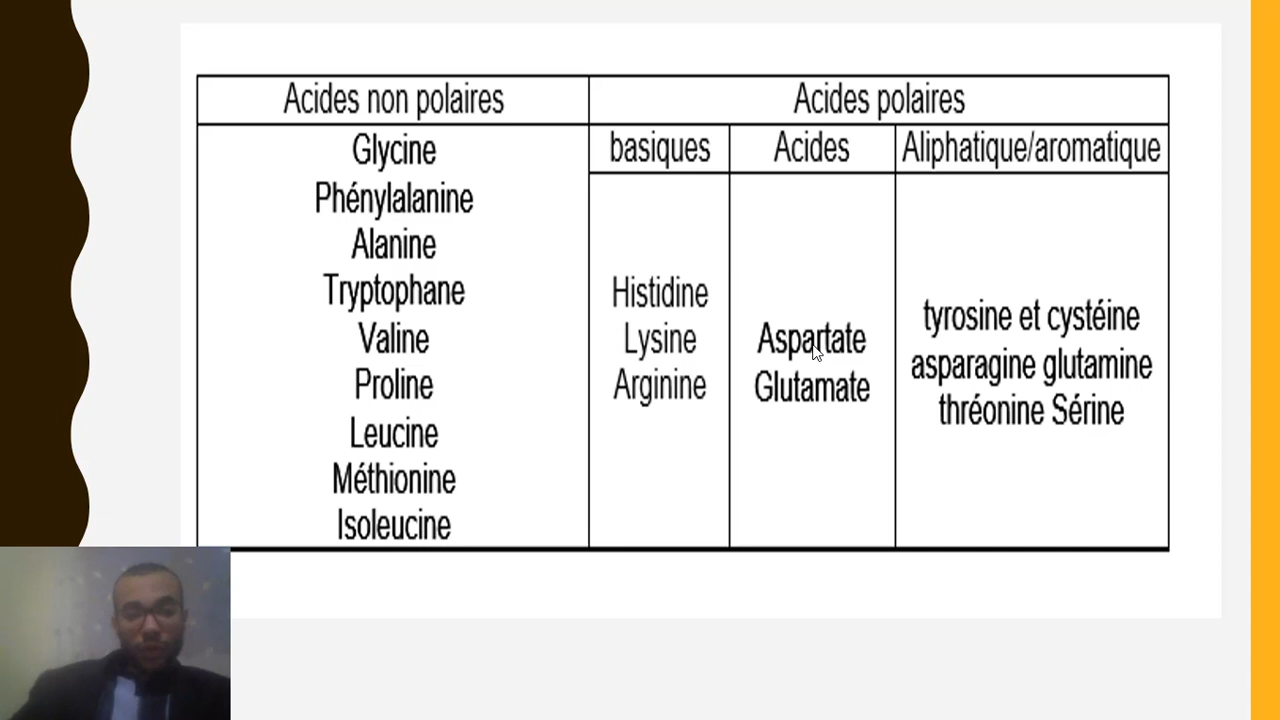 Acides non polaires
Acides polaires
basiques
Acides
Aliphatique/aromatique
Glycine
Phénylalanine
Alanine
Tryptophane
Valine
Proline
Leucine
Méthionine
Isoleucine
Histidine
Lysine
Arginine
Aspartate
Glutamate
tyrosine et cystéine
asparagine glutamine
thréonine Sérine